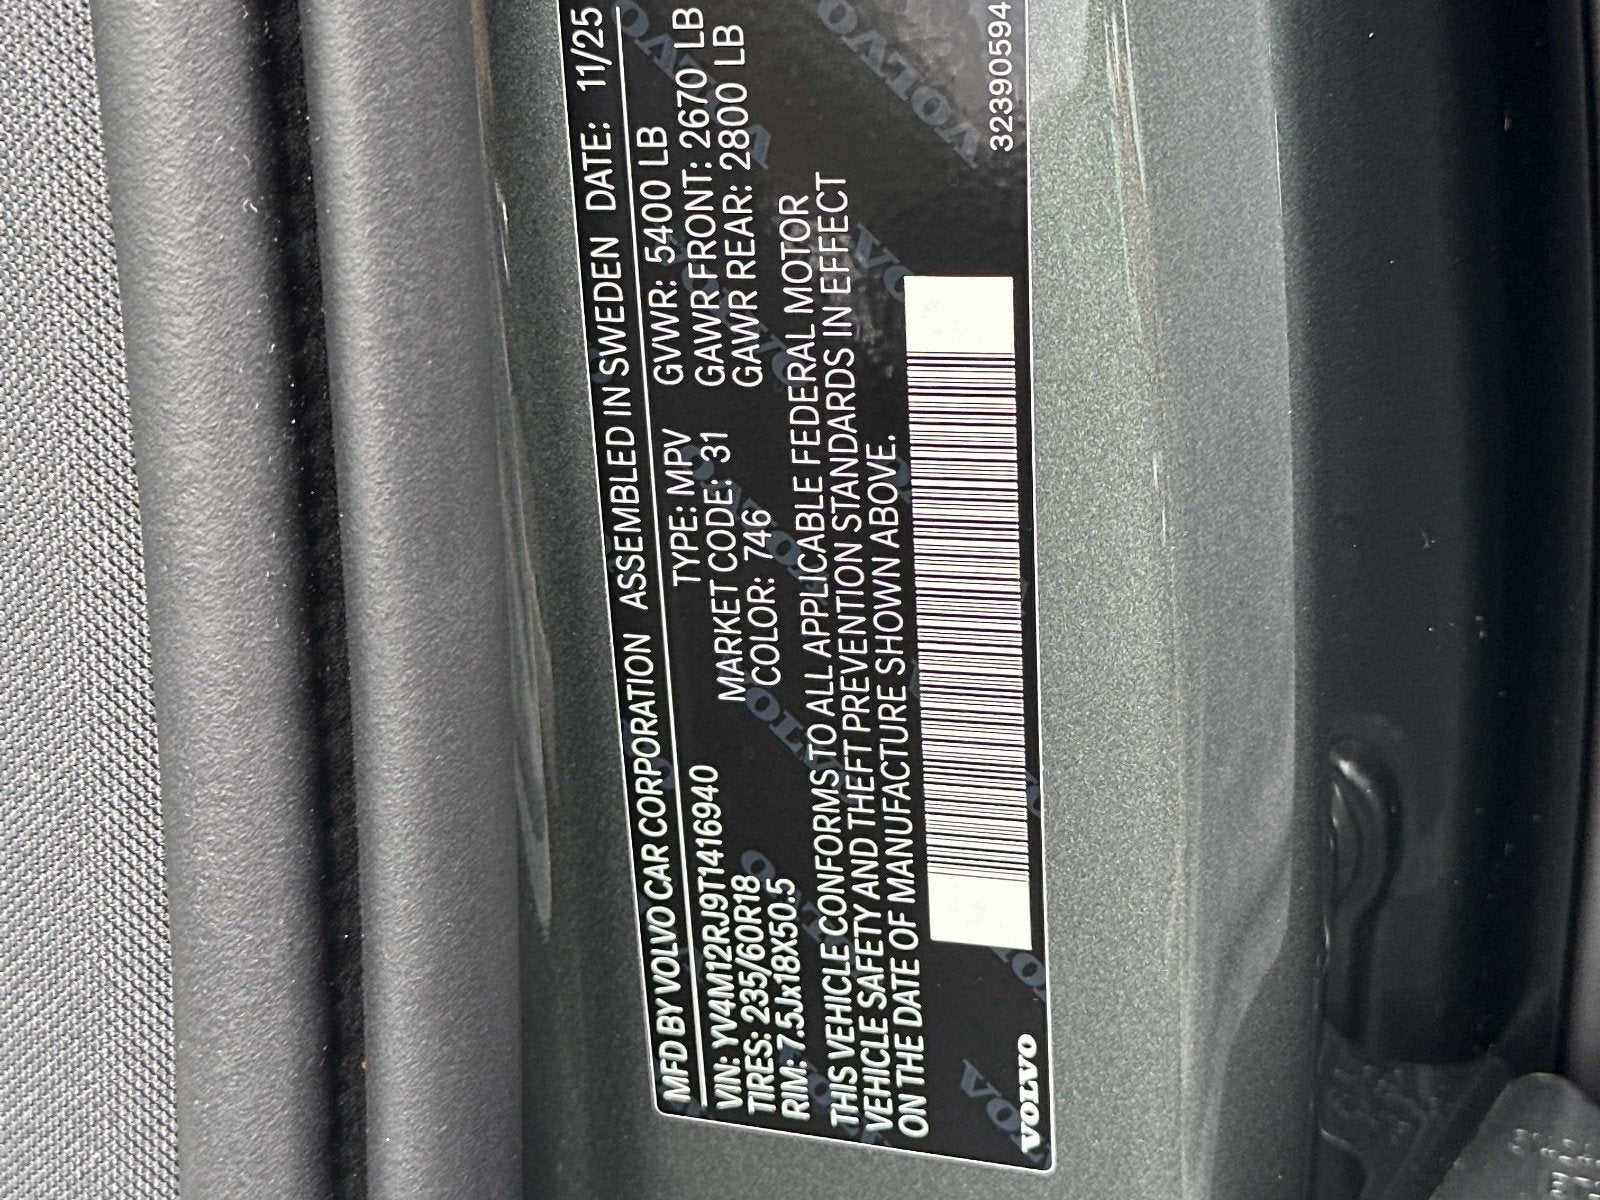 MFD BY VOLVO CAR CORPORATION ASSEMBLED IN SWEDEN DATE: 11/25
VIN: YV4M12RJ9T1416940 TYPE: MPV GVWR: 5400 LB
TIRES: 235/60R18 MARKET CODE: 31 GAWR FRONT: 2670 LB
RIM: 7.5Jx18X50.5 COLOR: 746 GAWR REAR: 2800 LB
THIS VEHICLE CONFORMS TO ALL APPLICABLE FEDERAL MOTOR
VEHICLE SAFETY AND THEFT PREVENTION STANDARDS IN EFFECT
ON THE DATE OF MANUFACTURE SHOWN ABOVE.
VOLVO 32390594